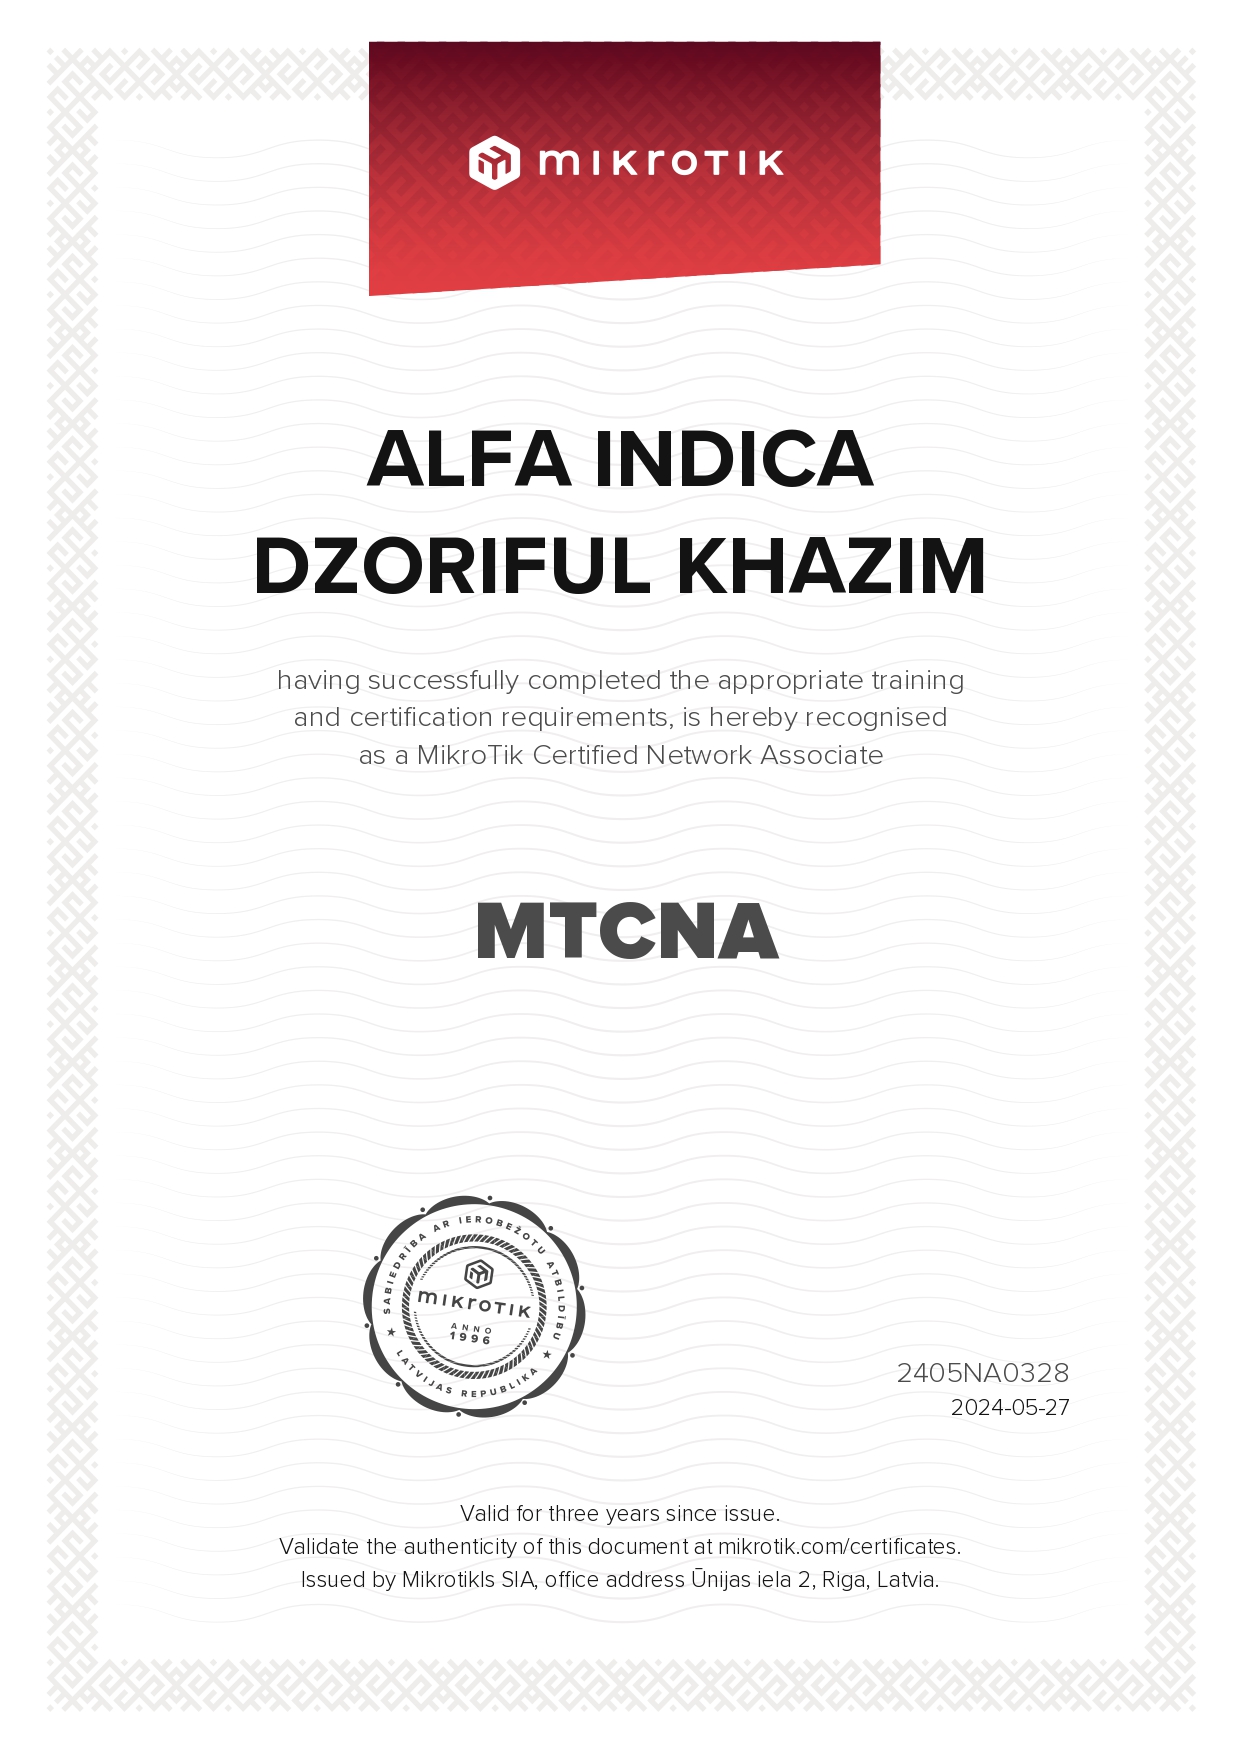 mikrotik
ALFA INDICA
DZORIFUL KHAZIM
having successfully completed the appropriate training
and certification requirements, is hereby recognised
as a MikroTik Certified Network Associate
MTCNA
SABIEDRĪBA AR IEROBEŽOTU ATBILDĪBU
mikrotik
ANNO
1996
★ LATVIJAS REPUBLIKA ★
2405NA0328
2024-05-27
Valid for three years since issue.
Validate the authenticity of this document at mikrotik.com/certificates.
Issued by Mikrotikls SIA, office address Ūnijas iela 2, Riga, Latvia.